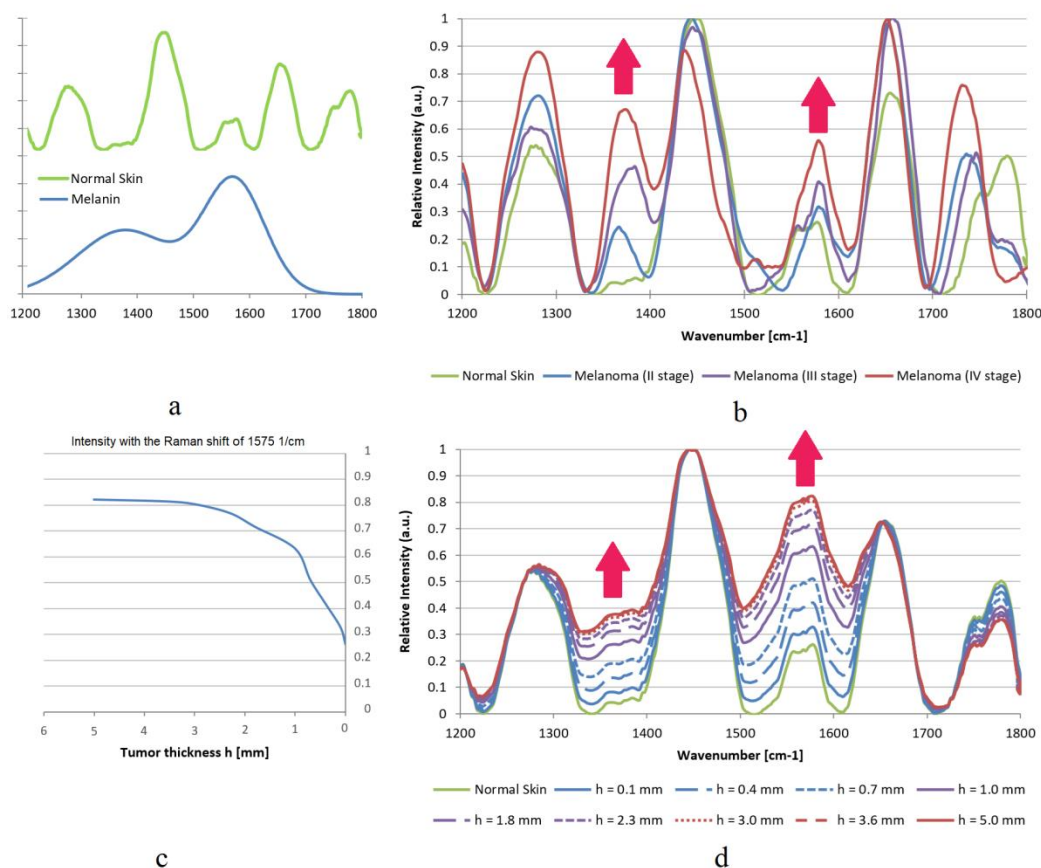 Normal Skin
Melanin
1200 1300 1400 1500 1600 1700 1800
a
Relative Intensity (a.u.)
1
0.9
0.8
0.7
0.6
0.5
0.4
0.3
0.2
0.1
0
1200 1300 1400 1500 1600 1700 1800
Wavenumber [cm-1]
Normal Skin Melanoma (II stage) Melanoma (III stage) Melanoma (IV stage)
b
Intensity with the Raman shift of 1575 1/cm
1
0.9
0.8
0.7
0.6
0.5
0.4
0.3
0.2
0.1
0
6 5 4 3 2 1 0
Tumor thickness h [mm]
c
Relative Intensity (a.u.)
1
0.9
0.8
0.7
0.6
0.5
0.4
0.3
0.2
0.1
0
1200 1300 1400 1500 1600 1700 1800
Wavenumber [cm-1]
Normal Skin h = 0.1 mm h = 0.4 mm h = 0.7 mm h = 1.0 mm
h = 1.8 mm h = 2.3 mm h = 3.0 mm h = 3.6 mm h = 5.0 mm
d